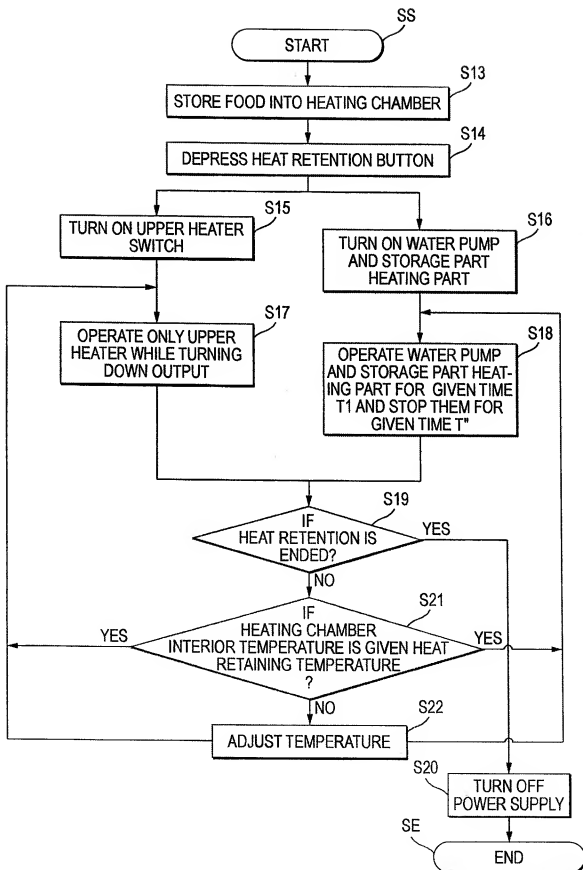 SS
START
S13
STORE FOOD INTO HEATING CHAMBER
S14
DEPRESS HEAT RETENTION BUTTON
S15
TURN ON UPPER HEATER
SWITCH
S16
TURN ON WATER PUMP
AND STORAGE PART
HEATING PART
S17
OPERATE ONLY UPPER
HEATER WHILE TURNING
DOWN OUTPUT
S18
OPERATE WATER PUMP
AND STORAGE PART HEAT-
ING PART FOR GIVEN TIME
T1 AND STOP THEM FOR
GIVEN TIME T"
S19
IF
HEAT RETENTION IS
ENDED?
YES
NO
S21
IF
HEATING CHAMBER
INTERIOR TEMPERATURE IS GIVEN HEAT
RETAINING TEMPERATURE
?
YES
YES
NO
S22
ADJUST TEMPERATURE
S20
TURN OFF
POWER SUPPLY
SE
END